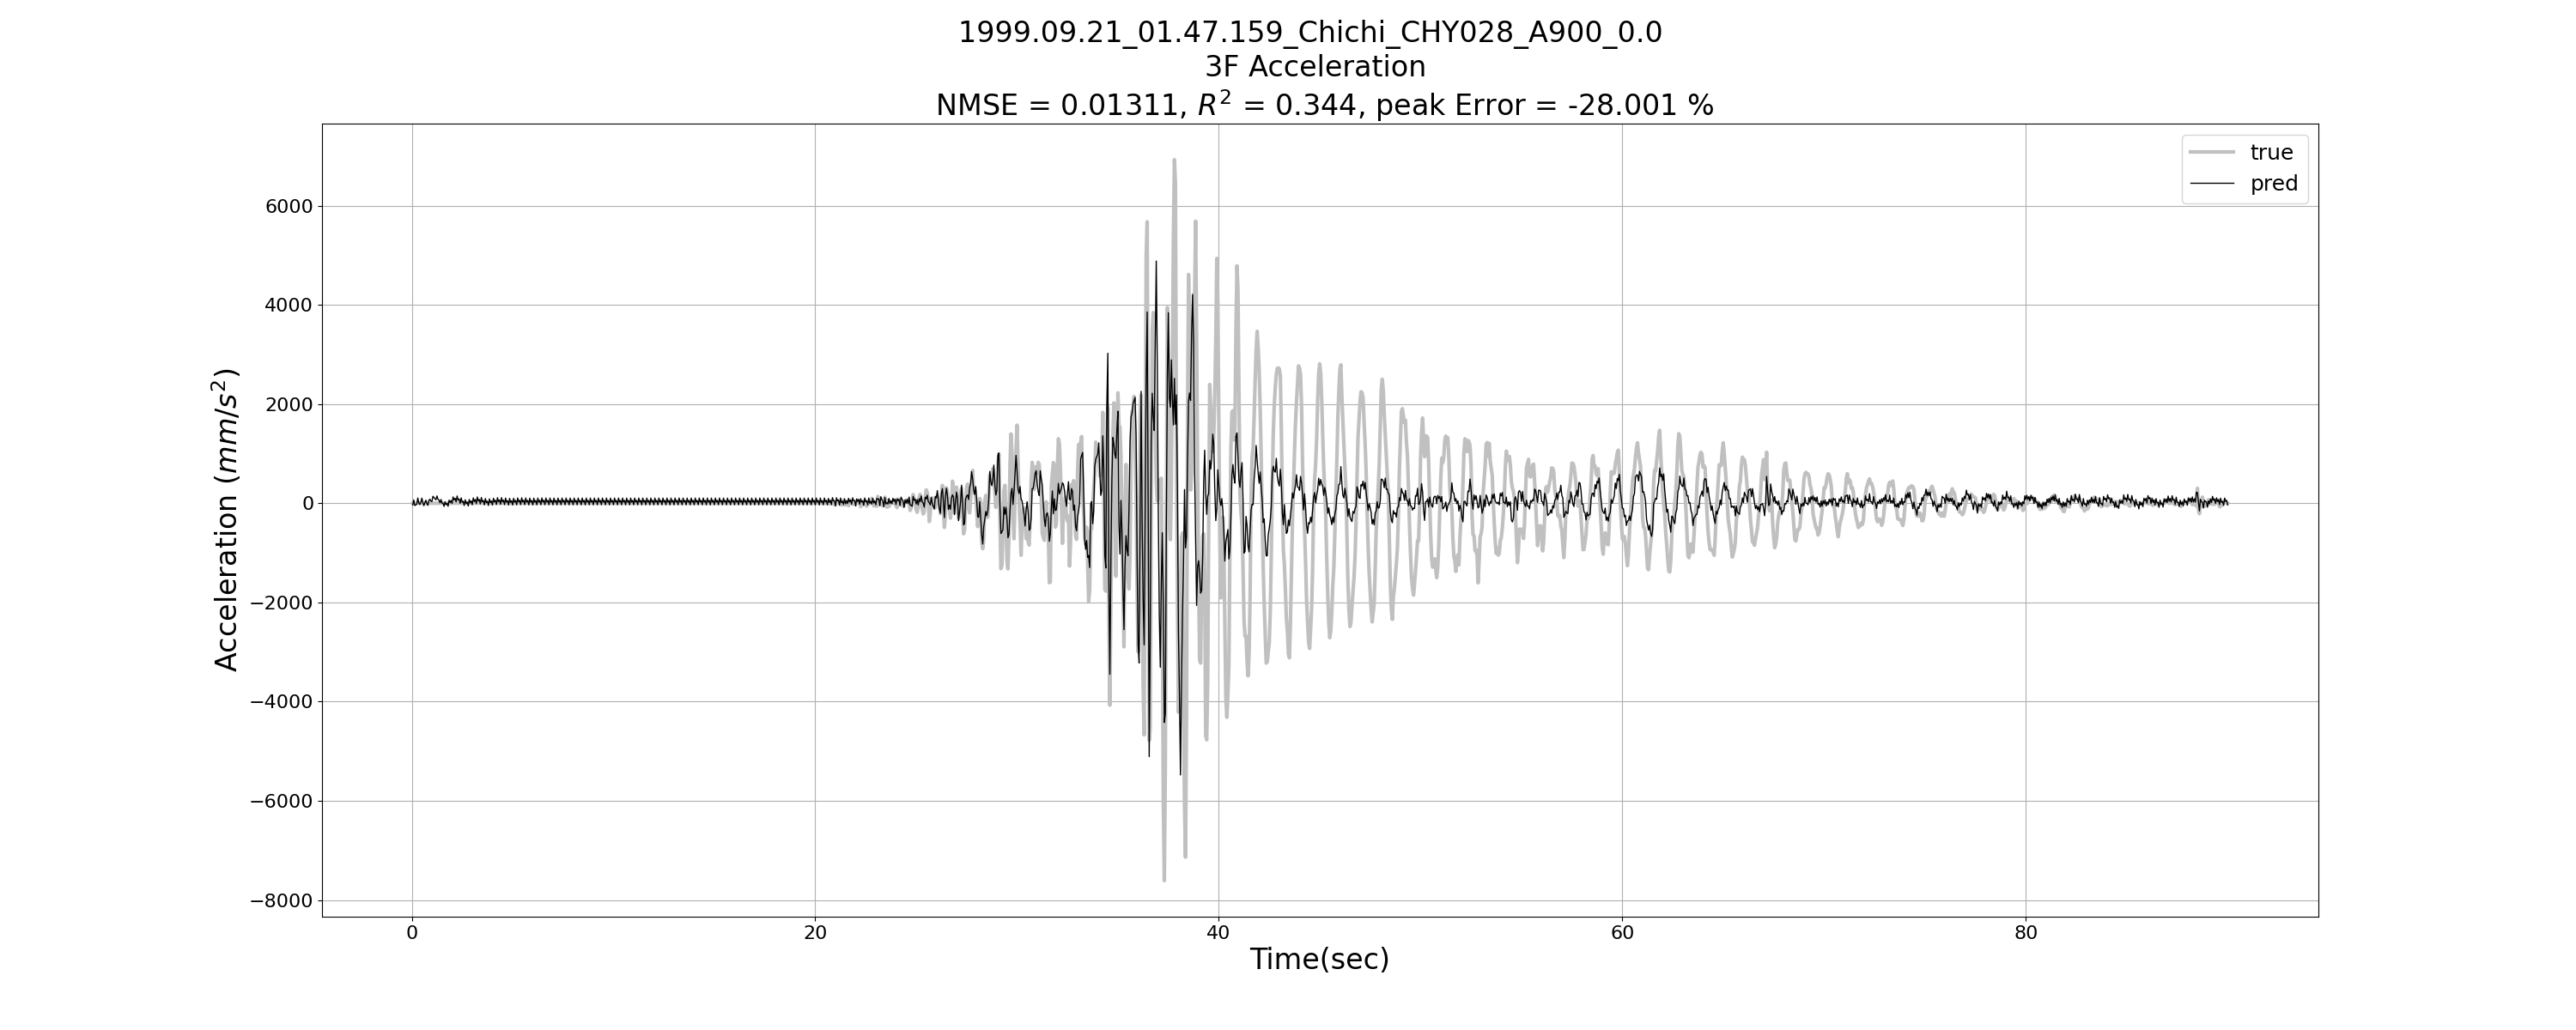 1999.09.21_01.47.159_Chichi_CHY028_A900_0.0
3F Acceleration
NMSE = 0.01311, R² = 0.344, peak Error = -28.001 %
true
pred
Acceleration (mm/s²)
6000
4000
2000
0
−2000
−4000
−6000
−8000
0 20 40 60 80
Time(sec)